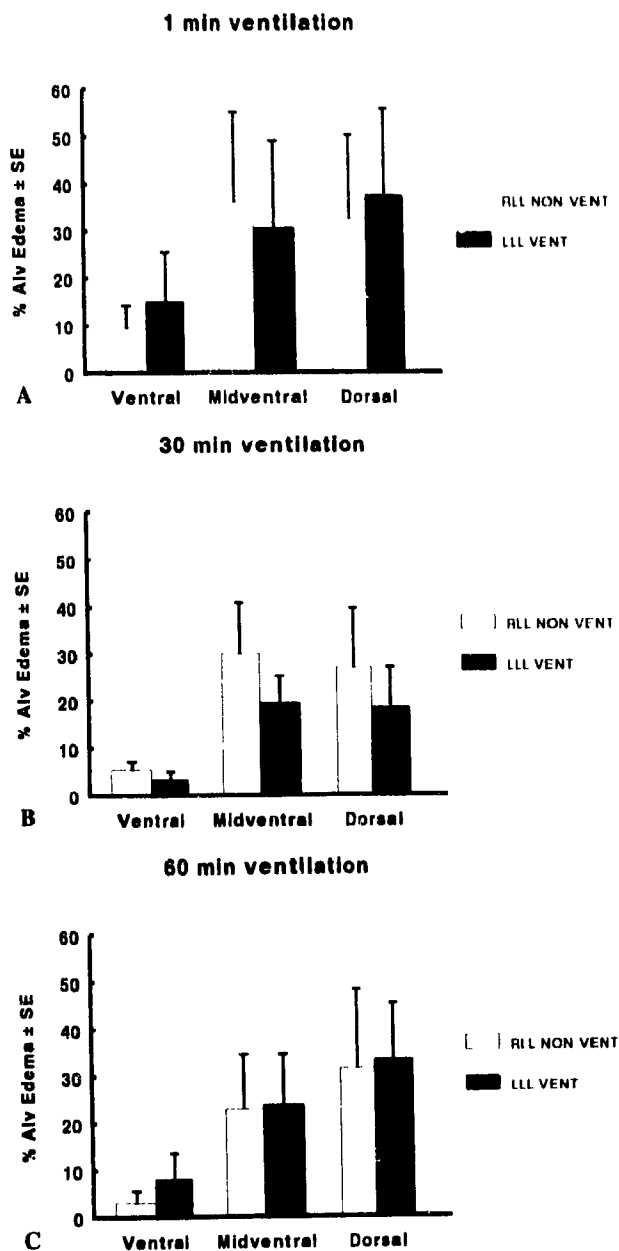 1 min ventilation
60
50
40
30
20
10
0
% Alv Edema ± SE
RLL NON VENT
LLL VENT
A
Ventral Midventral Dorsal
30 min ventilation
60
50
40
30
20
10
0
% Alv Edema ± SE
RLL NON VENT
LLL VENT
B
Ventral Midventral Dorsal
60 min ventilation
60
50
40
30
20
10
0
% Alv Edema ± SE
RLL NON VENT
LLL VENT
C
Ventral Midventral Dorsal